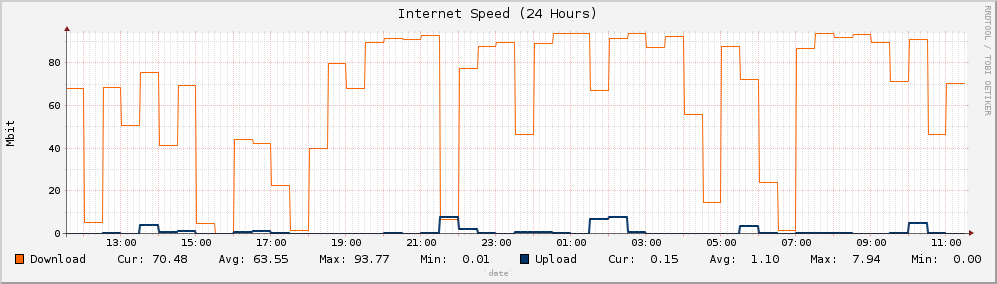 Internet Speed (24 Hours)
RRDTOOL / TOBI OETIKER
Mbit
80
60
40
20
0
13:00 15:00 17:00 19:00 21:00 23:00 01:00 03:00 05:00 07:00 09:00 11:00
Download Cur: 70.48 Avg: 63.55 Max: 93.77 Min: 0.01 Upload Cur: 0.15 Avg: 1.10 Max: 7.94 Min: 0.00
`date`